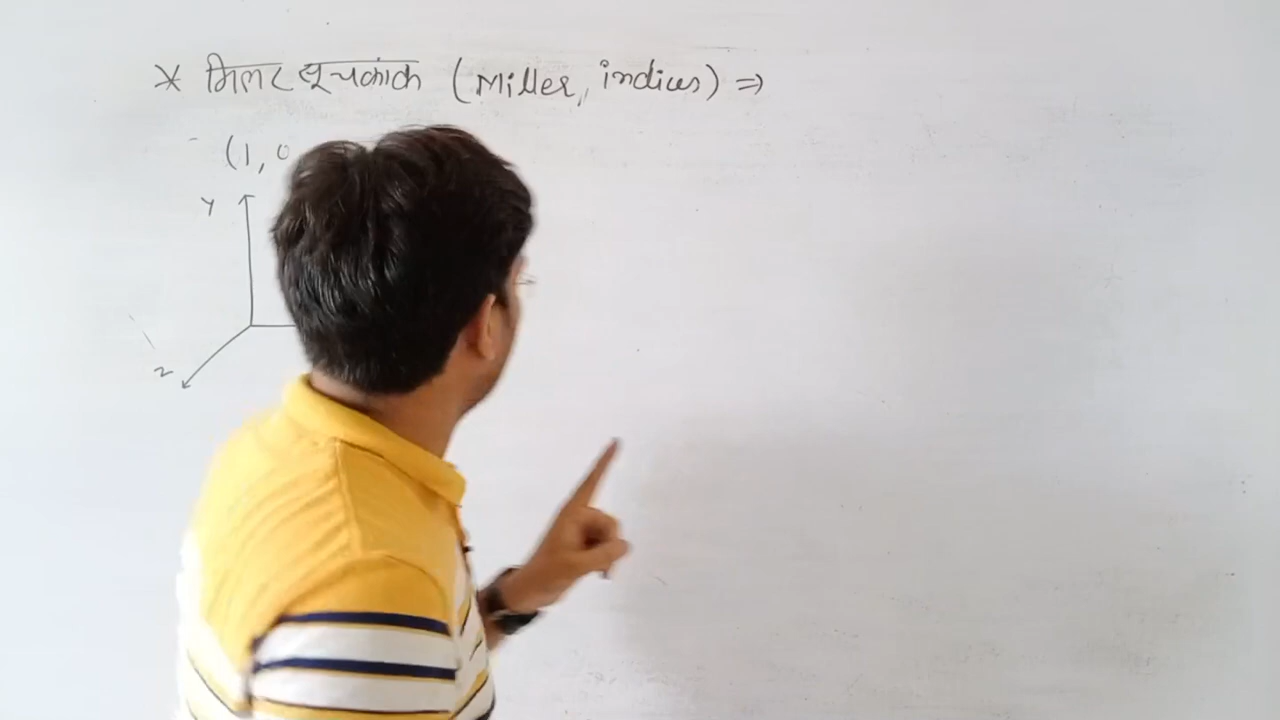 * मिलर सूचकांक (Miller, indices) ⇒
(1, 0
Y
Z